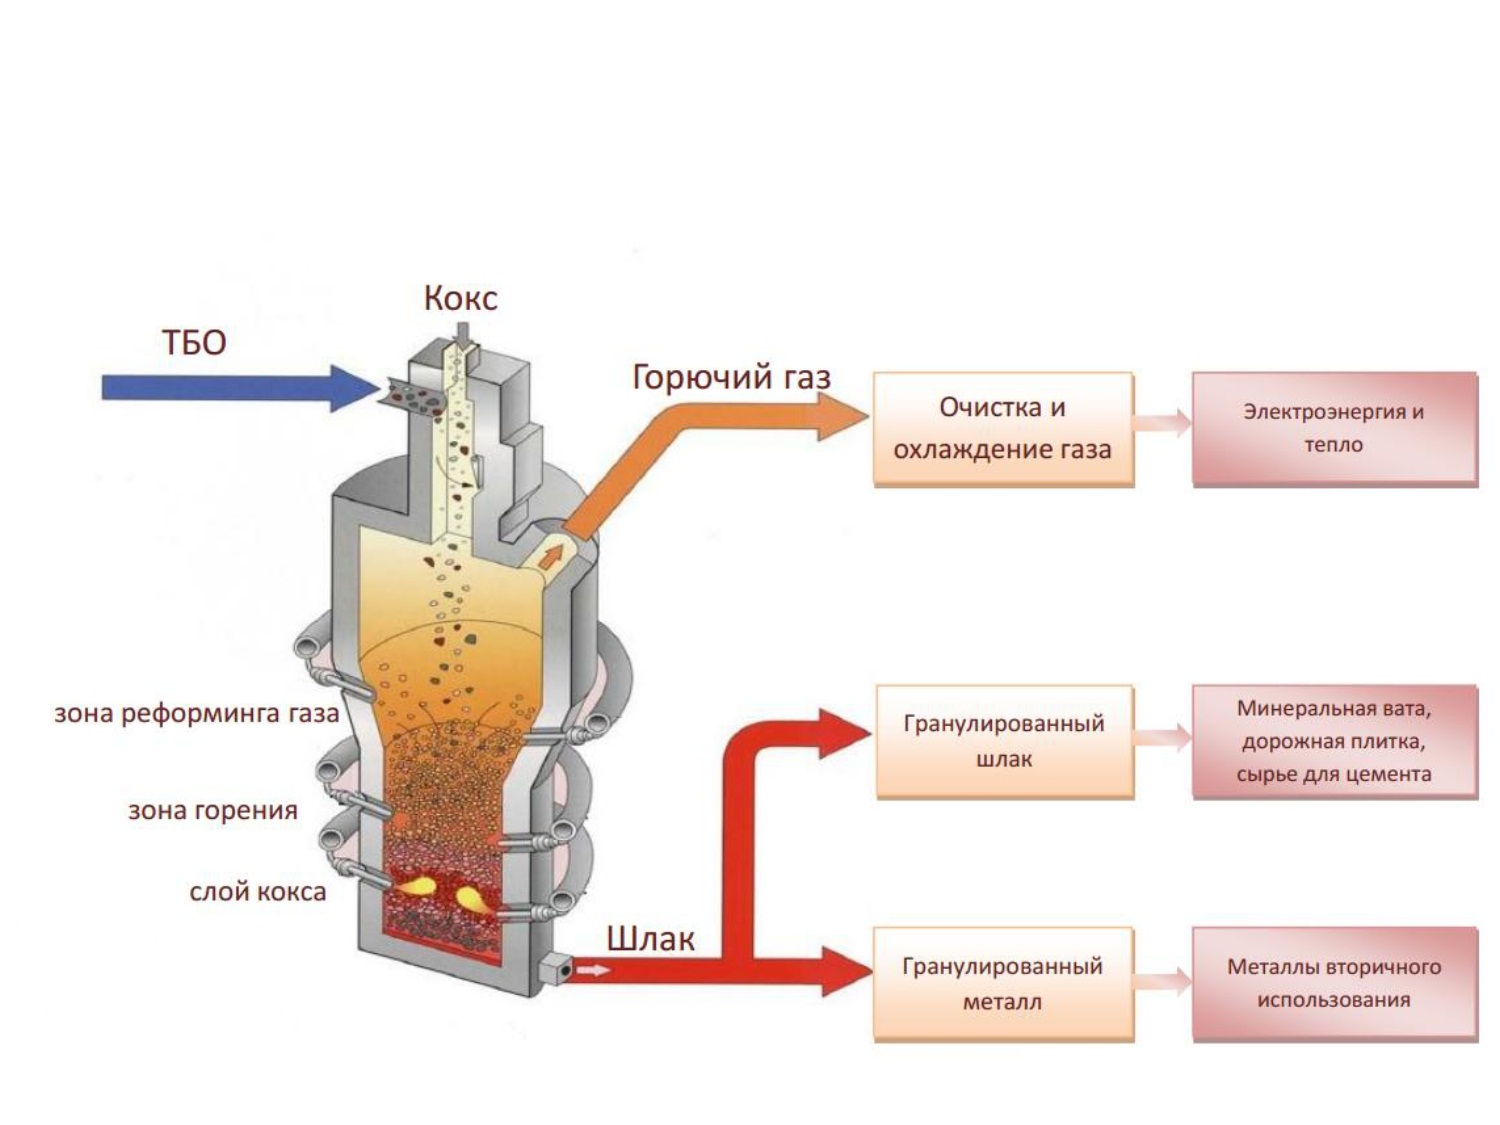 Кокс
ТБО
Горючий газ
Очистка и
охлаждение газа
Электроэнергия и
тепло
зона реформинга газа
зона горения
слой кокса
Шлак
Гранулированный
шлак
Минеральная вата,
дорожная плитка,
сырье для цемента
Гранулированный
металл
Металлы вторичного
использования